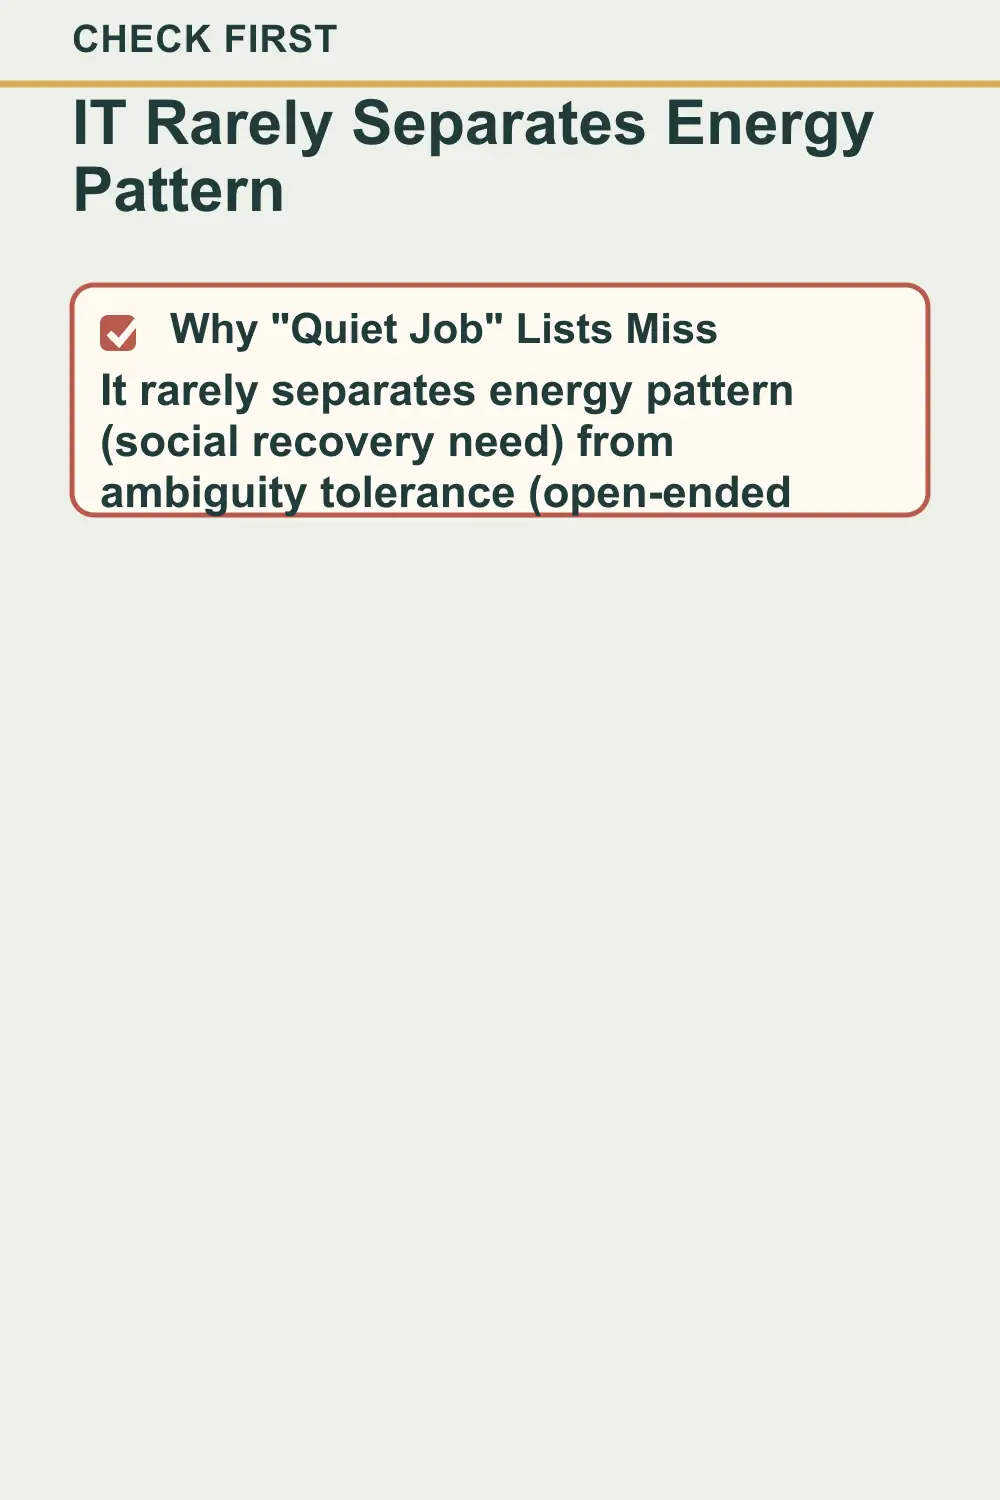 CHECK FIRST
IT Rarely Separates Energy
Pattern
Why "Quiet Job" Lists Miss
It rarely separates energy pattern
(social recovery need) from
ambiguity tolerance (open-ended